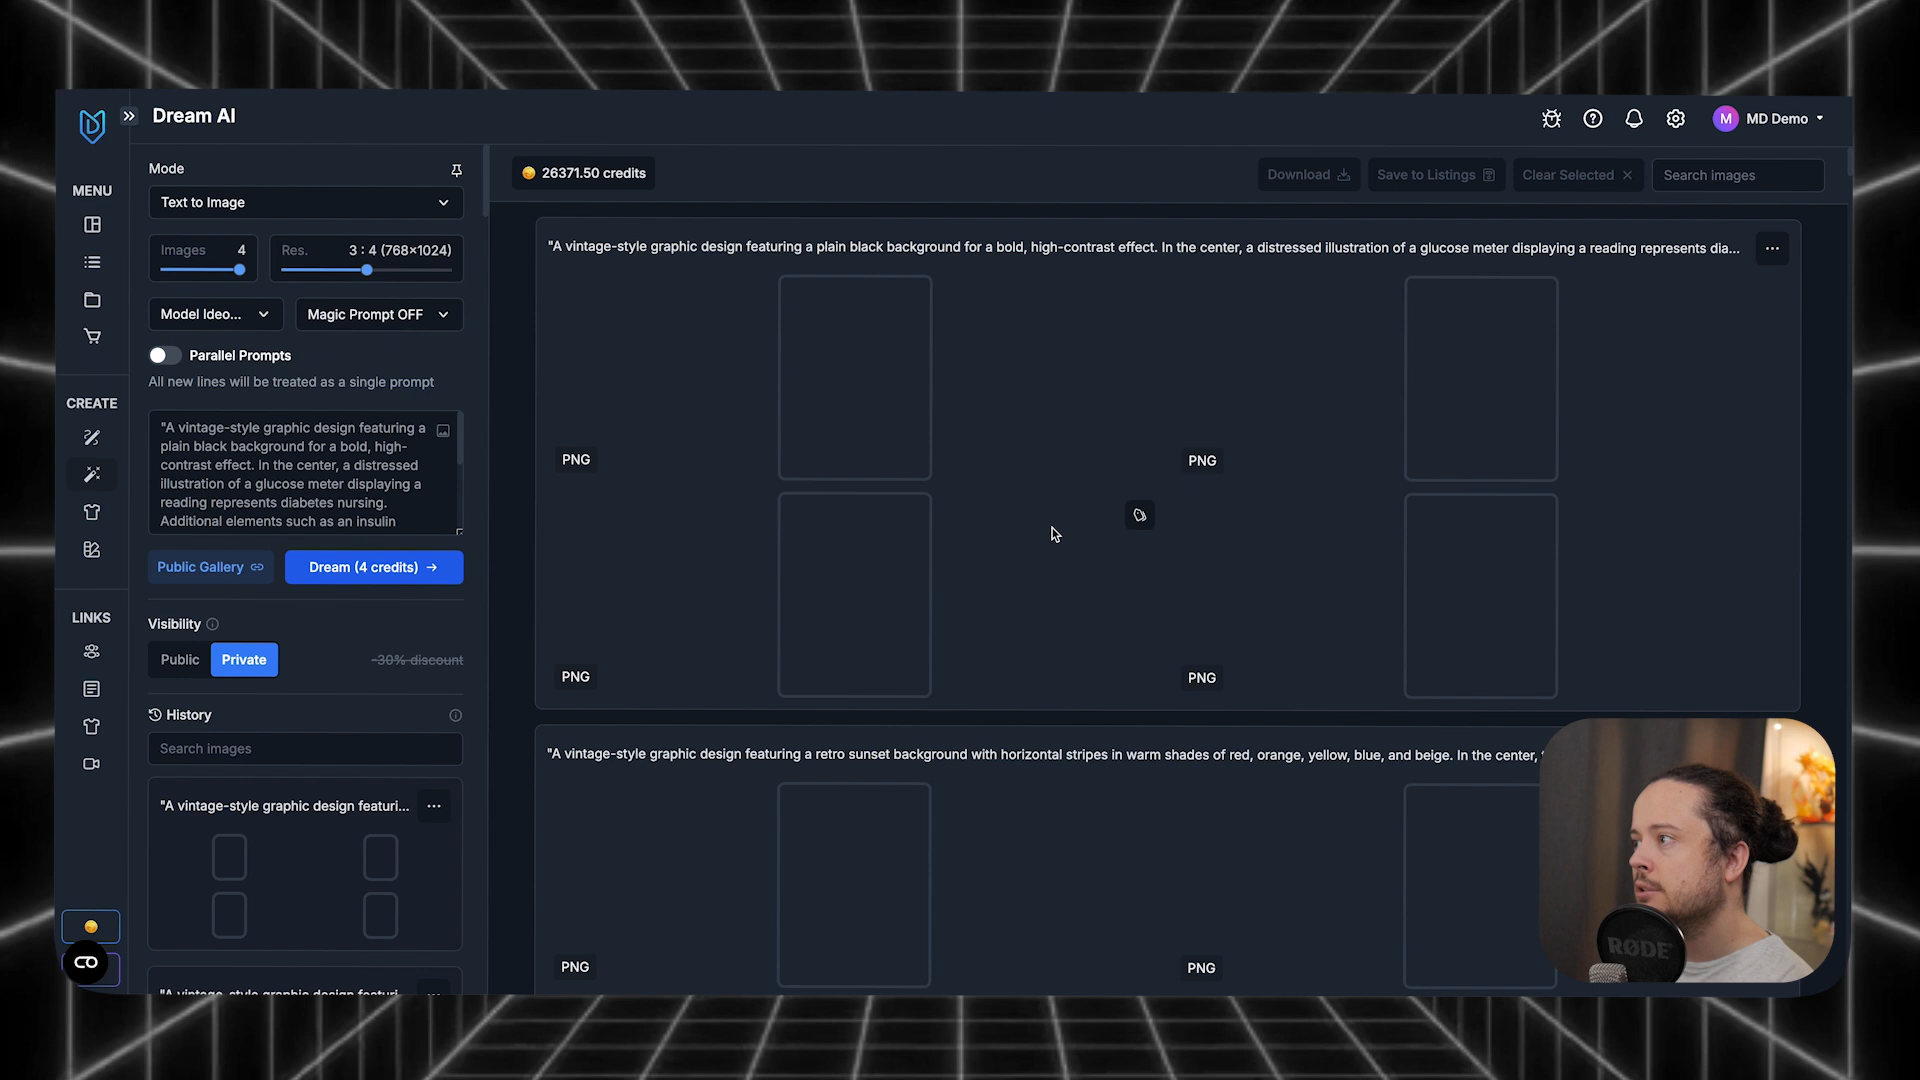 Dream AI
M MD Demo
MENU
CREATE
LINKS
Mode
Text to Image
Images 4
Res. 3 : 4 (768×1024)
Model Ideo...
Magic Prompt OFF
Parallel Prompts
All new lines will be treated as a single prompt
"A vintage-style graphic design featuring a
plain black background for a bold, high-
contrast effect. In the center, a distressed
illustration of a glucose meter displaying a
reading represents diabetes nursing.
Additional elements such as an insulin
Public Gallery
Dream (4 credits) →
Visibility
Public
Private
-30% discount
History
Search images
"A vintage-style graphic design featuri...
"A vintage-style graphic design featuri...
26371.50 credits
Download
Save to Listings
Clear Selected
Search images
"A vintage-style graphic design featuring a plain black background for a bold, high-contrast effect. In the center, a distressed illustration of a glucose meter displaying a reading represents dia...
PNG
PNG
PNG
PNG
"A vintage-style graphic design featuring a retro sunset background with horizontal stripes in warm shades of red, orange, yellow, blue, and beige. In the center,
PNG
PNG
RØDE